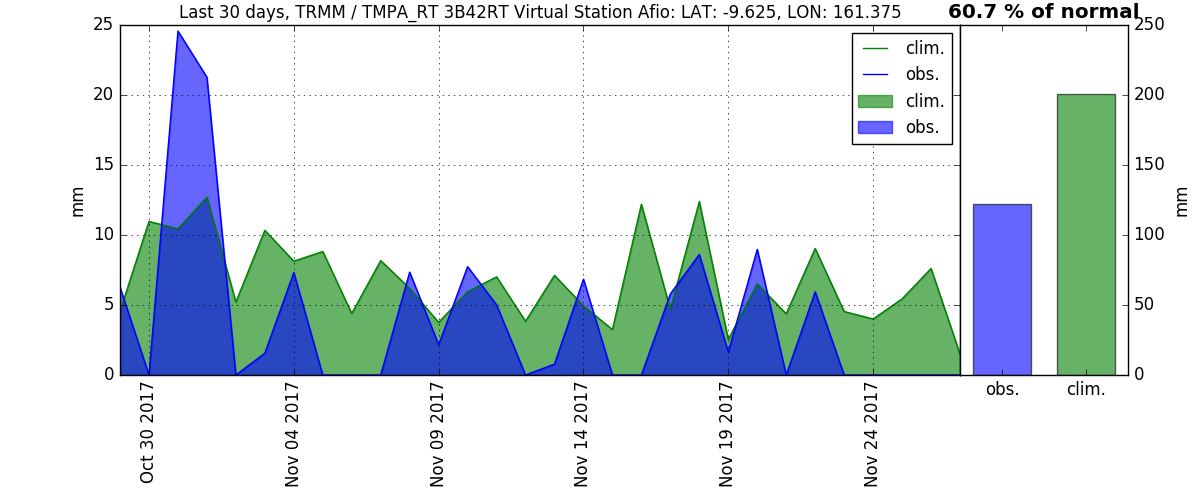 Last 30 days, TRMM / TMPA_RT 3B42RT Virtual Station Afio: LAT: -9.625, LON: 161.375
60.7 % of normal
25
20
15
10
5
0
mm
clim.
obs.
clim.
obs.
Oct 30 2017
Nov 04 2017
Nov 09 2017
Nov 14 2017
Nov 19 2017
Nov 24 2017
250
200
150
100
50
0
mm
obs.
clim.